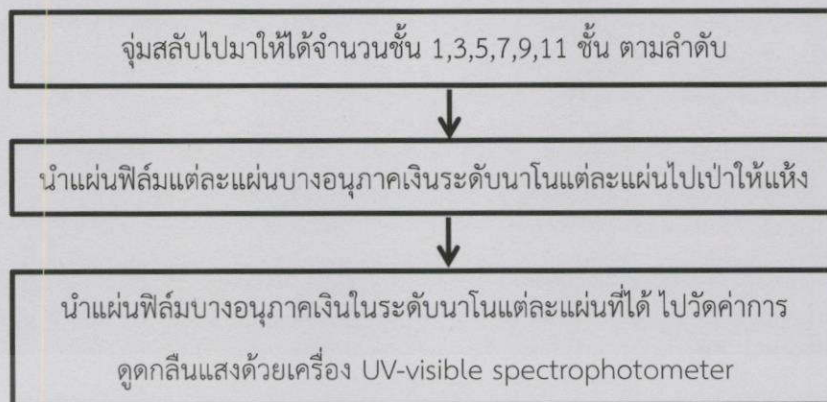 จุ่มสลับไปมาให้ได้จำนวนชั้น 1,3,5,7,9,11 ชั้น ตามลำดับ
นำแผ่นฟิล์มแต่ละแผ่นบางอนุภาคเงินระดับนาโนแต่ละแผ่นไปเป่าให้แห้ง
นำแผ่นฟิล์มบางอนุภาคเงินในระดับนาโนแต่ละแผ่นที่ได้ ไปวัดค่าการ
ดูดกลืนแสงด้วยเครื่อง UV-visible spectrophotometer